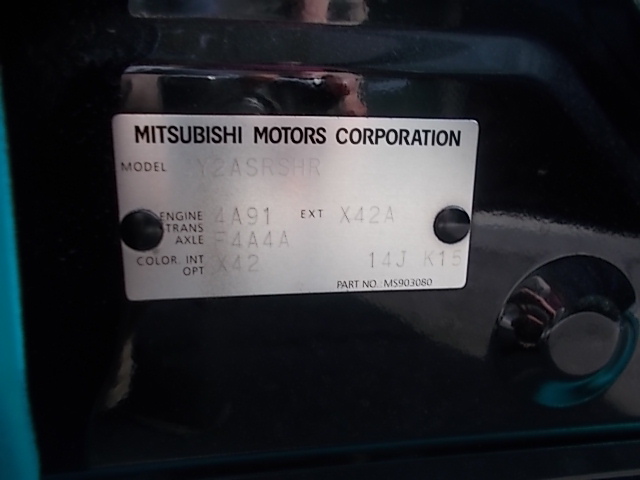 MITSUBISHI MOTORS CORPORATION
MODEL Y2ASRSHR
ENGINE 4A91 EXT X42A
TRANS AXLE F4A4A
COLOR. INT OPT X42 14J K15
PART NO. MS903080